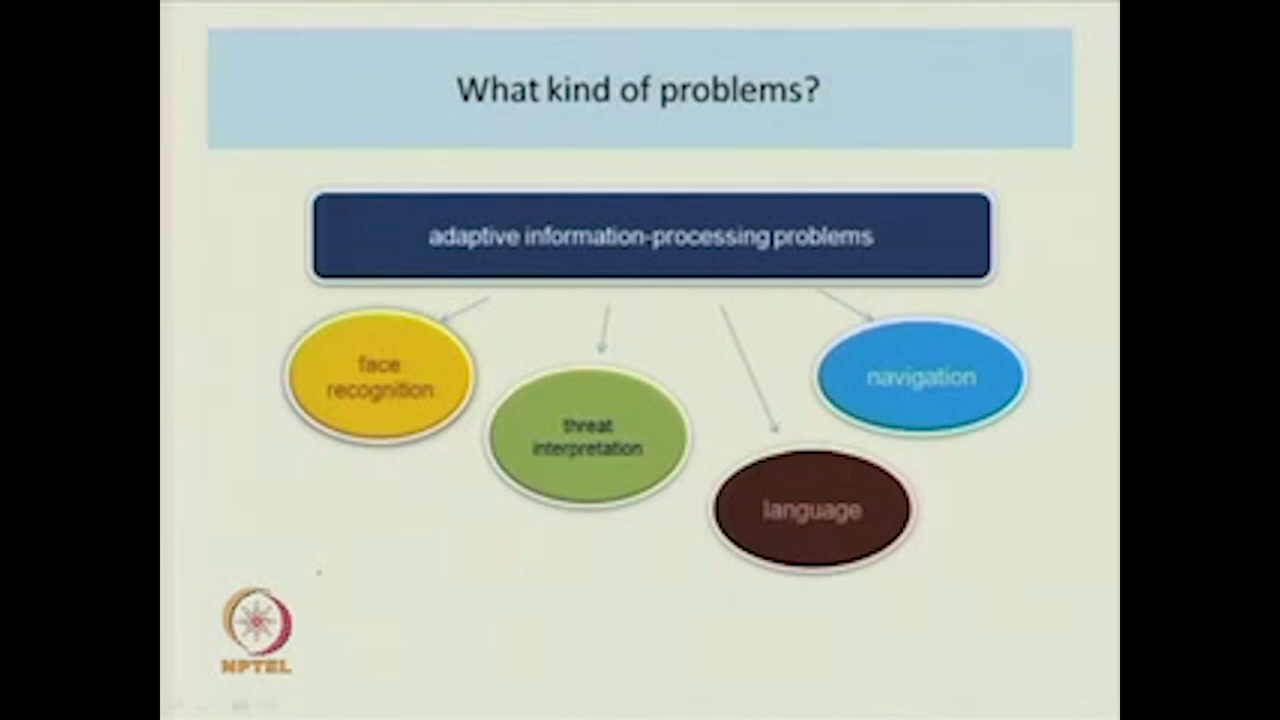 What kind of problems?
adaptive information-processing problems
face
recognition
threat
interpretation
language
navigation
NPTEL